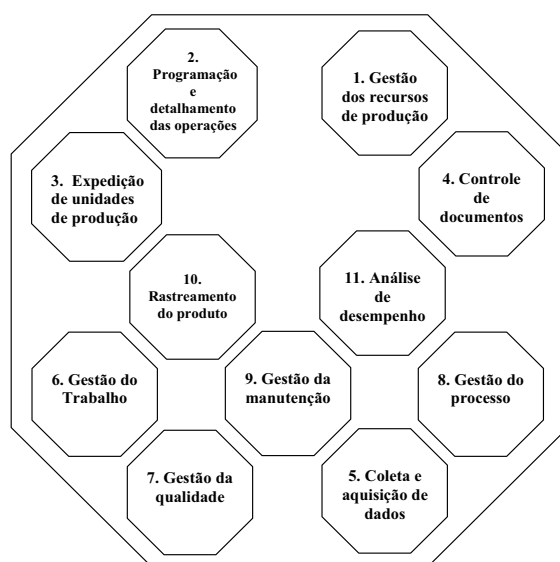 2.
Programação
e
detalhamento
das operações
1. Gestão
dos recursos
de produção
3. Expedição
de unidades
de produção
4. Controle
de
documentos
10.
Rastreamento
do produto
11. Análise
de
desempenho
6. Gestão do
Trabalho
9. Gestão da
manutenção
8. Gestão do
processo
7. Gestão da
qualidade
5. Coleta e
aquisição de
dados